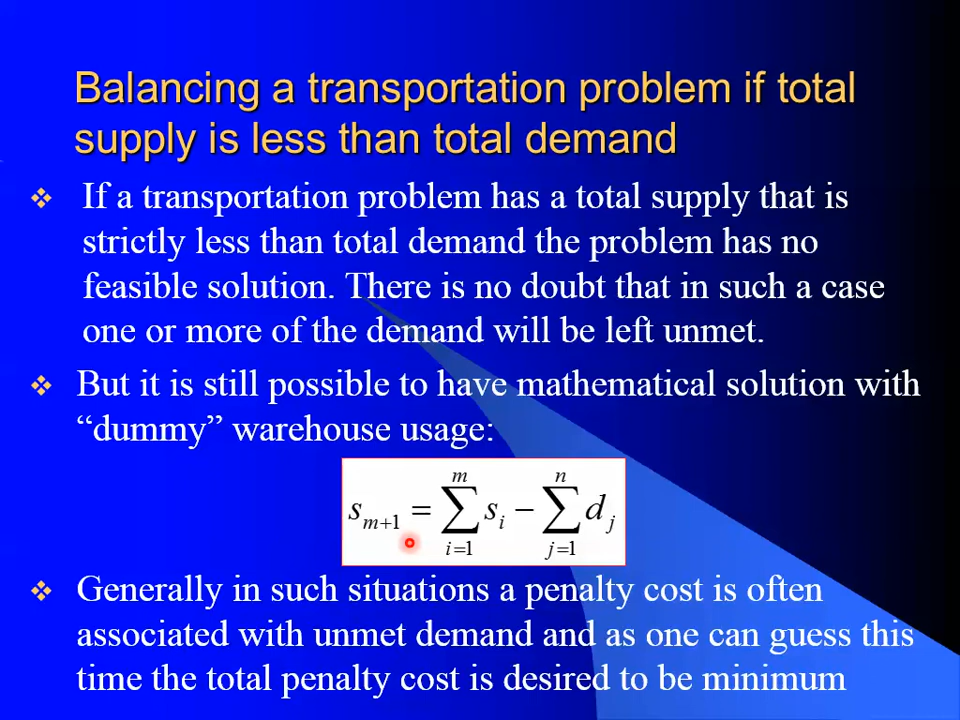 Balancing a transportation problem if total
supply is less than total demand
❖ If a transportation problem has a total supply that is
strictly less than total demand the problem has no
feasible solution. There is no doubt that in such a case
one or more of the demand will be left unmet.
❖ But it is still possible to have mathematical solution with
“dummy” warehouse usage:
s_{m+1} = \sum_{i=1}^{m} s_i - \sum_{j=1}^{n} d_j
❖ Generally in such situations a penalty cost is often
associated with unmet demand and as one can guess this
time the total penalty cost is desired to be minimum